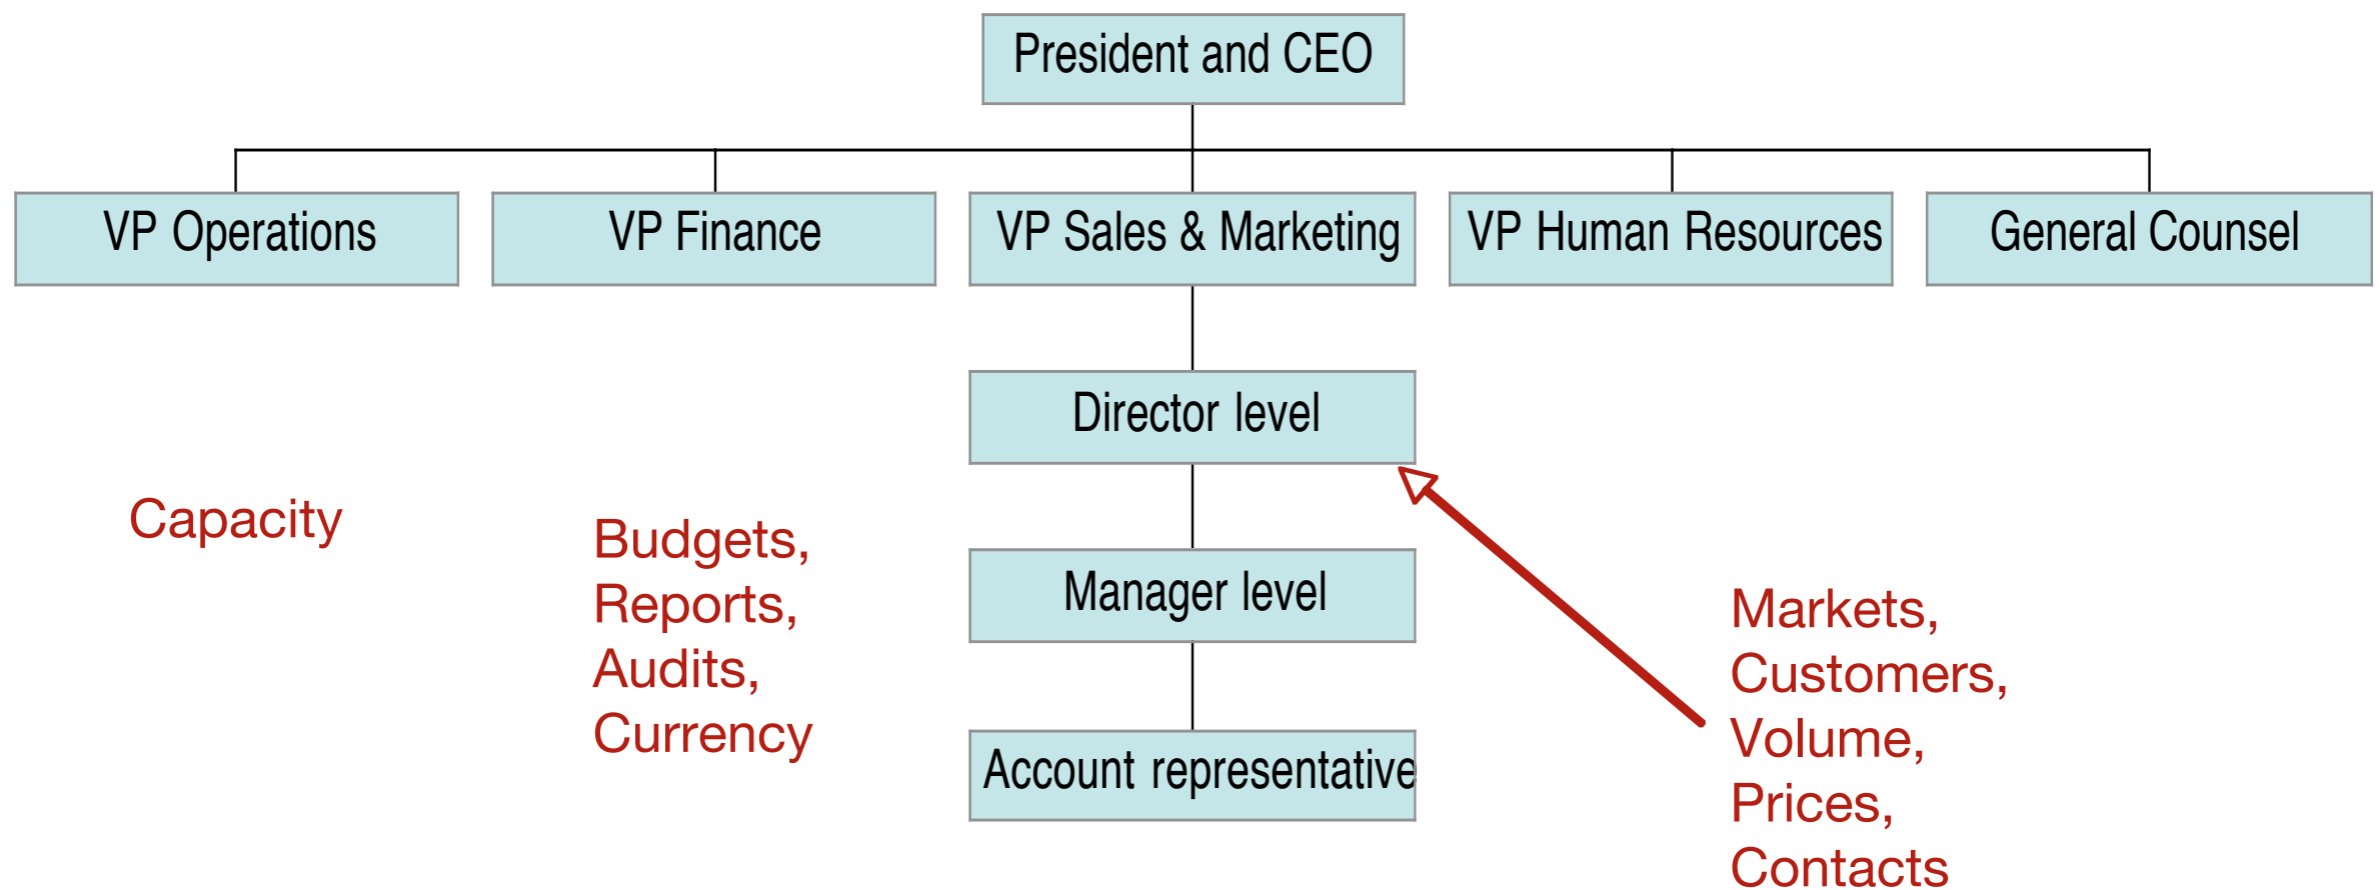 President and CEO
VP Operations
VP Finance
VP Sales & Marketing
VP Human Resources
General Counsel
Director level
Manager level
Account representative
Capacity
Budgets,
Reports,
Audits,
Currency
Markets,
Customers,
Volume,
Prices,
Contacts